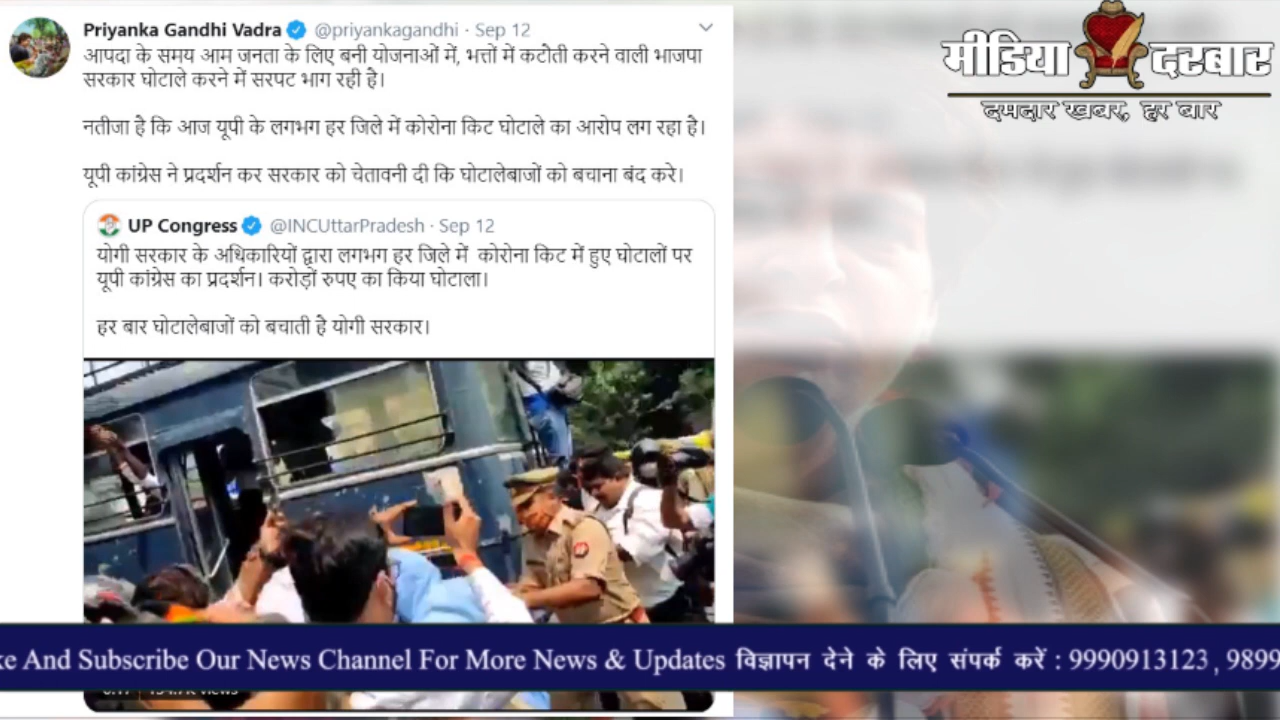 Priyanka Gandhi Vadra @priyankagandhi · Sep 12
आपदा के समय आम जनता के लिए बनी योजनाओं में, भत्तों में कटौती करने वाली भाजपा
सरकार घोटाले करने में सरपट भाग रही है।
नतीजा है कि आज यूपी के लगभग हर जिले में कोरोना किट घोटाले का आरोप लग रहा है।
यूपी कांग्रेस ने प्रदर्शन कर सरकार को चेतावनी दी कि घोटालेबाजों को बचाना बंद करे।
UP Congress @INCUttarPradesh · Sep 12
योगी सरकार के अधिकारियों द्वारा लगभग हर जिले में कोरोना किट में हुए घोटालों पर
यूपी कांग्रेस का प्रदर्शन। करोड़ों रुपए का किया घोटाला।
हर बार घोटालेबाजों को बचाती है योगी सरकार।
मीडिया दरबार
दमदार खबर, हर बार
ke And Subscribe Our News Channel For More News & Updates विज्ञापन देने के लिए संपर्क करें : 9990913123 , 9899